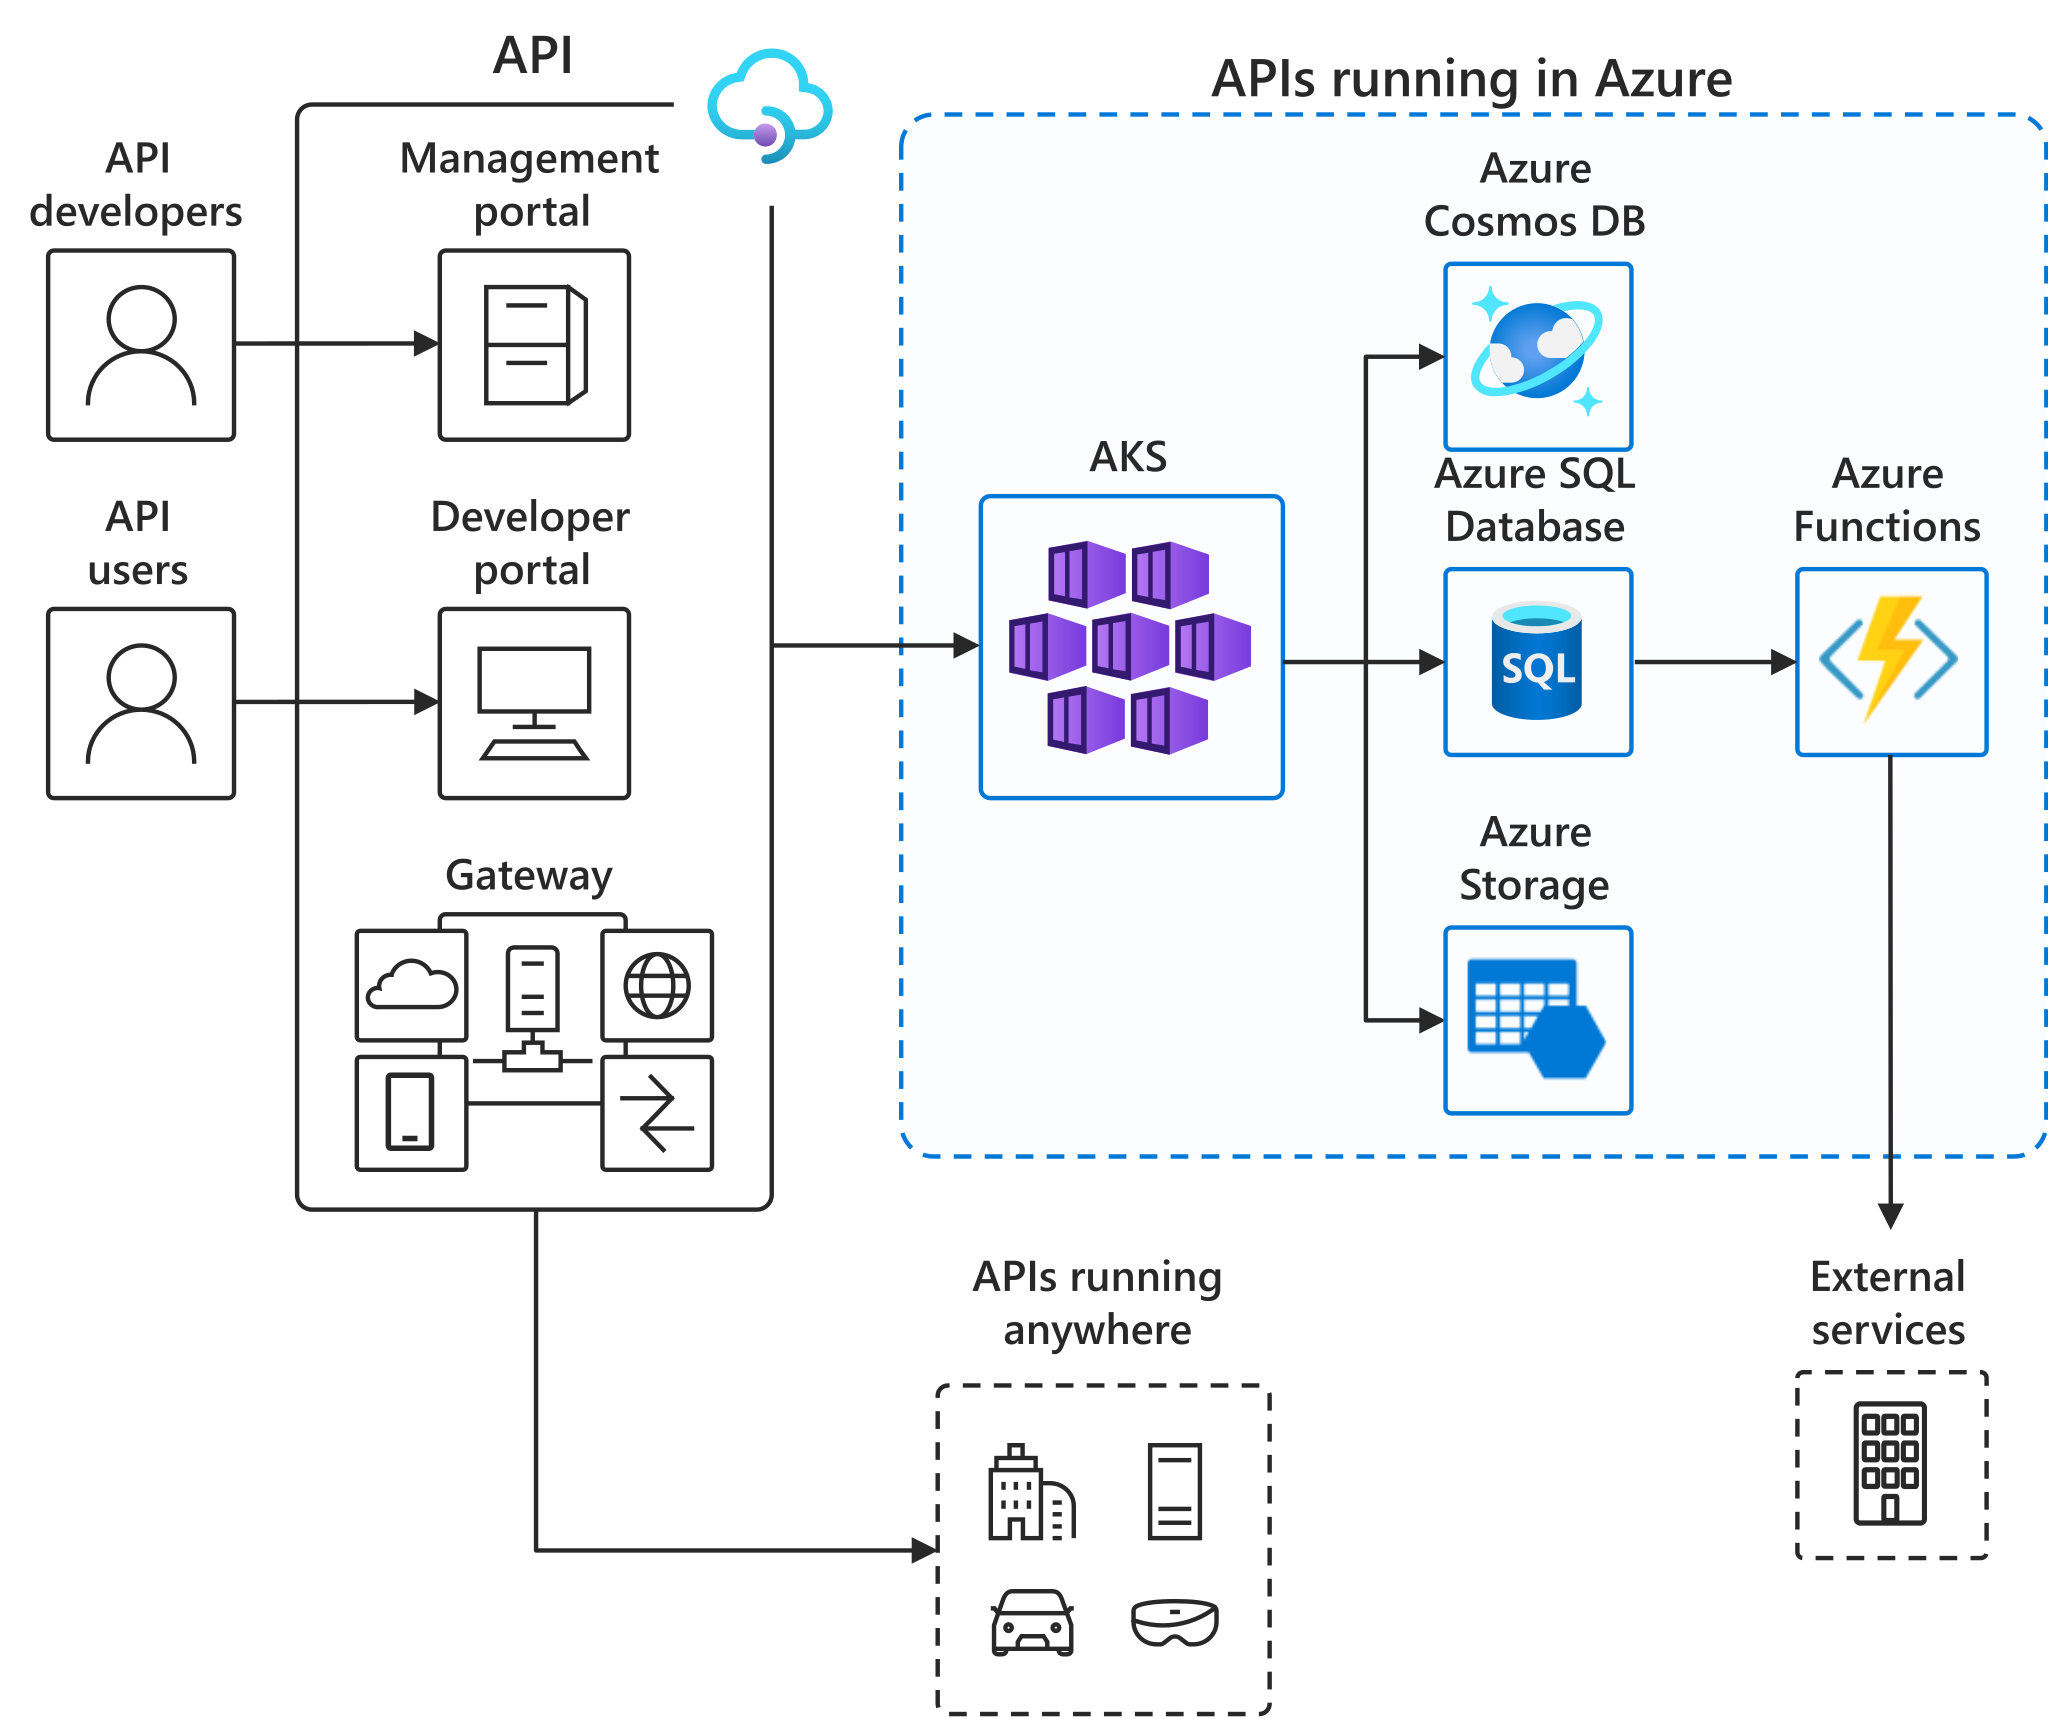 API
API
developers
Management
portal
API
users
Developer
portal
Gateway
APIs running in Azure
AKS
Azure
Cosmos DB
Azure SQL
Database
SQL
Azure
Functions
Azure
Storage
APIs running
anywhere
External
services